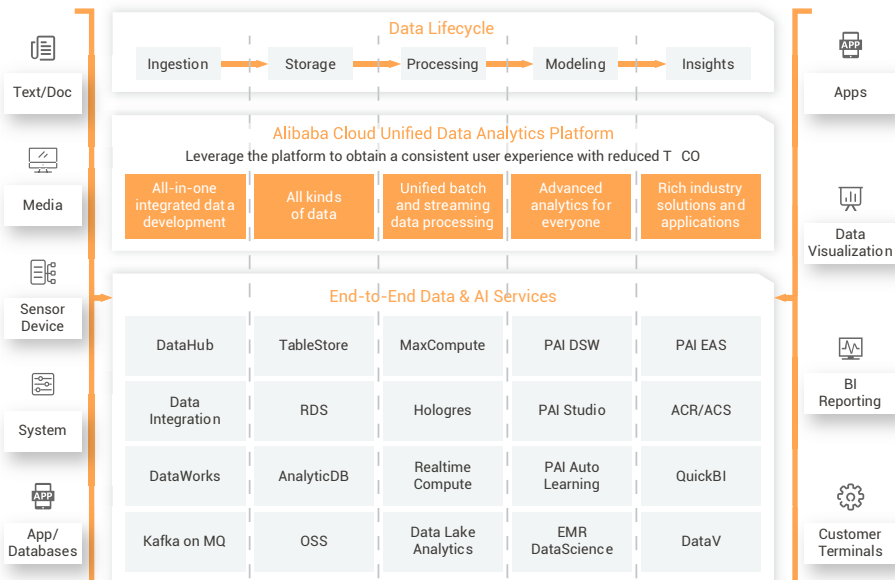 Data Lifecycle
Ingestion
Storage
Processing
Modeling
Insights
Alibaba Cloud Unified Data Analytics Platform
Leverage the platform to obtain a consistent user experience with reduced T CO
All-in-one
integrated data
development
All kinds
of data
Unified batch
and streaming
data processing
Advanced
analytics for
everyone
Rich industry
solutions and
applications
End-to-End Data & AI Services
DataHub
TableStore
MaxCompute
PAI DSW
PAI EAS
Data
Integration
RDS
Hologres
PAI Studio
ACR/ACS
DataWorks
AnalyticDB
Realtime
Compute
PAI Auto
Learning
QuickBI
Kafka on MQ
OSS
Data Lake
Analytics
EMR
DataScience
DataV
Text/Doc
Media
Sensor
Device
System
APP
App/
Databases
APP
Apps
Data
Visualization
BI
Reporting
Customer
Terminals